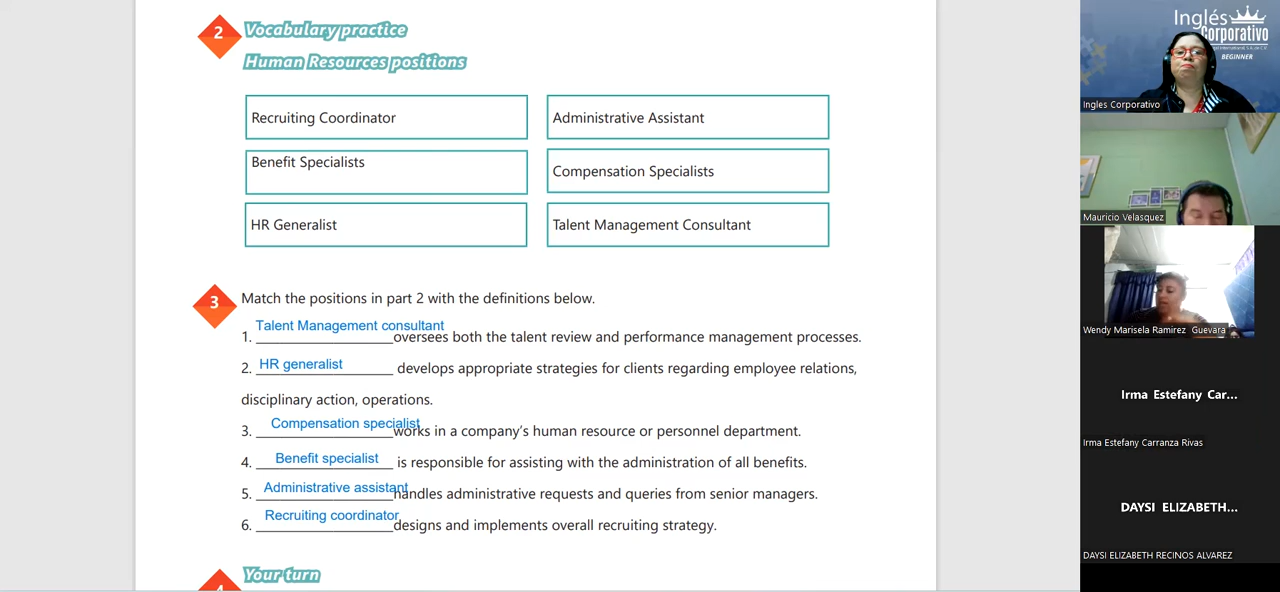 2 Vocabulary practice
Human Resources positions
Recruiting Coordinator
Administrative Assistant
Benefit Specialists
Compensation Specialists
HR Generalist
Talent Management Consultant
3 Match the positions in part 2 with the definitions below.
1. Talent Management consultant oversees both the talent review and performance management processes.
2. HR generalist develops appropriate strategies for clients regarding employee relations,
disciplinary action, operations.
3. Compensation specialist works in a company's human resource or personnel department.
4. Benefit specialist is responsible for assisting with the administration of all benefits.
5. Administrative assistant handles administrative requests and queries from senior managers.
6. Recruiting coordinator designs and implements overall recruiting strategy.
4 Your turn
Inglés
Corporativo
BEGINNER
Ingles Corporativo
Mauricio Velasquez
Wendy Marisela Ramirez Guevara
Irma Estefany Car...
Irma Estefany Carranza Rivas
DAYSI ELIZABETH...
DAYSI ELIZABETH RECINOS ALVAREZ